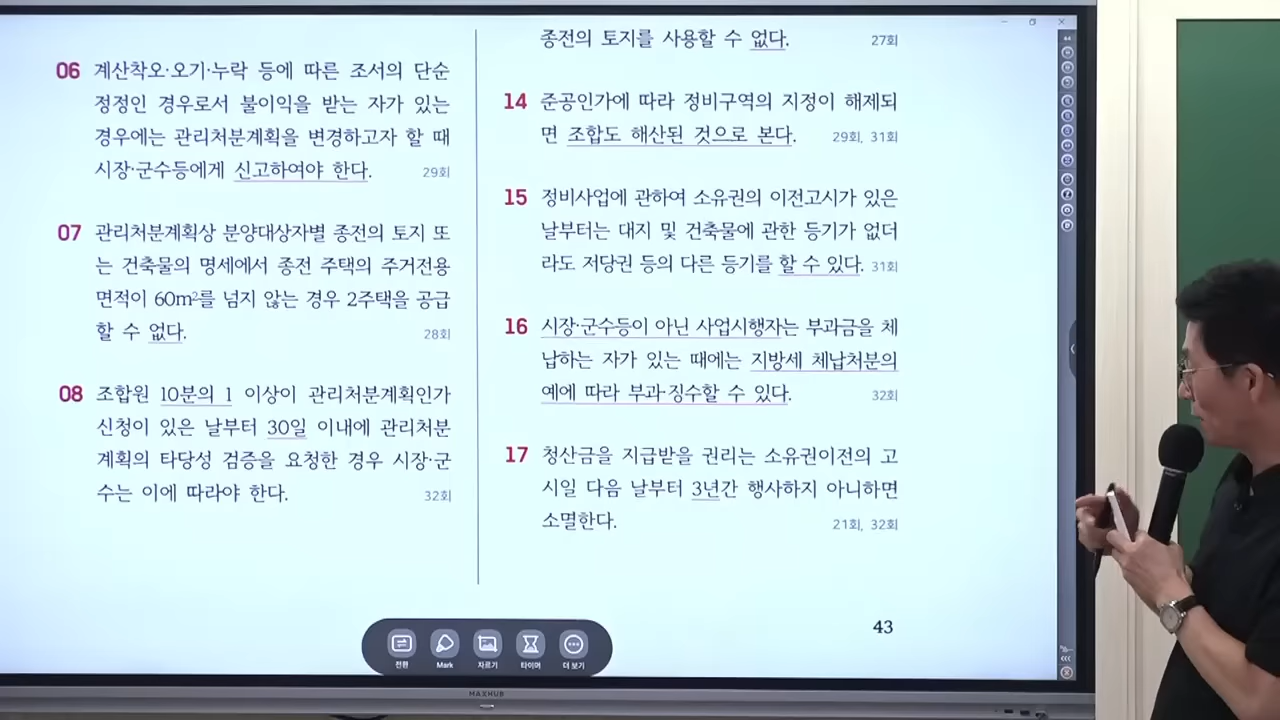 06 계산착오·오기·누락 등에 따른 조서의 단순
정정인 경우로서 불이익을 받는 자가 있는
경우에는 관리처분계획을 변경하고자 할 때
시장·군수등에게 신고하여야 한다. 29회
07 관리처분계획상 분양대상자별 종전의 토지 또
는 건축물의 명세에서 종전 주택의 주거전용
면적이 60m²를 넘지 않는 경우 2주택을 공급
할 수 없다. 28회
08 조합원 10분의 1 이상이 관리처분계획인가
신청이 있은 날부터 30일 이내에 관리처분
계획의 타당성 검증을 요청한 경우 시장·군
수는 이에 따라야 한다. 32회
종전의 토지를 사용할 수 없다. 27회
14 준공인가에 따라 정비구역의 지정이 해제되
면 조합도 해산된 것으로 본다. 29회, 31회
15 정비사업에 관하여 소유권의 이전고시가 있은
날부터는 대지 및 건축물에 관한 등기가 없더
라도 저당권 등의 다른 등기를 할 수 있다. 31회
16 시장·군수등이 아닌 사업시행자는 부과금을 체
납하는 자가 있는 때에는 지방세 체납처분의
예에 따라 부과·징수할 수 있다. 32회
17 청산금을 지급받을 권리는 소유권이전의 고
시일 다음 날부터 3년간 행사하지 아니하면
소멸한다. 21회, 32회
43
전환 Mark 자르기 타이머 더 보기
MAXHUB